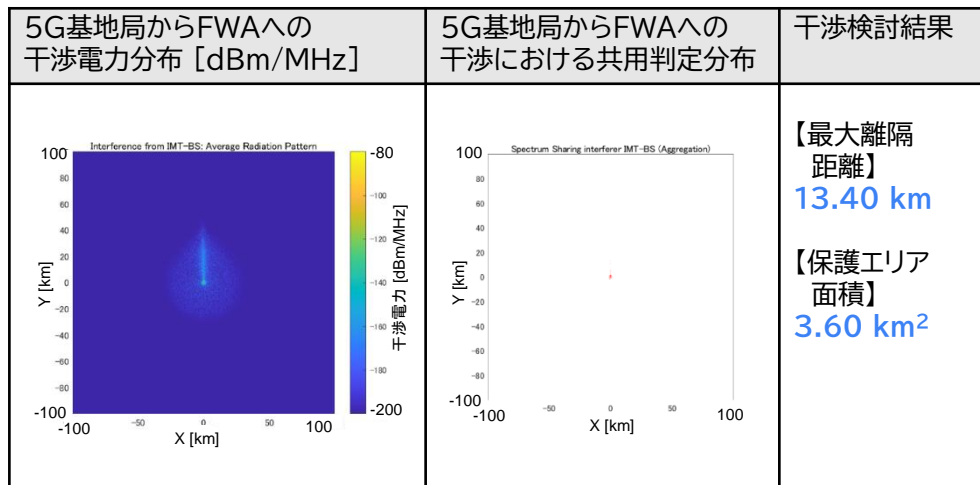 5G基地局からFWAへの
干渉電力分布 [dBm/MHz]
5G基地局からFWAへの
干渉における共用判定分布
干渉検討結果
Interference from IMT-BS: Average Radiation Pattern
100
80
60
40
20
0
-20
-40
-60
-80
-100
Y [km]
-100
-50
0
50
100
X [km]
-80
-100
-120
-140
-160
-180
-200
干渉電力 [dBm/MHz]
Spectrum Sharing interferer IMT-BS (Aggregation)
100
80
60
40
20
0
-20
-40
-60
-80
-100
Y [km]
-100
-50
0
50
100
X [km]
【最大離隔
距離】
13.40 km
【保護エリア
面積】
3.60 km²